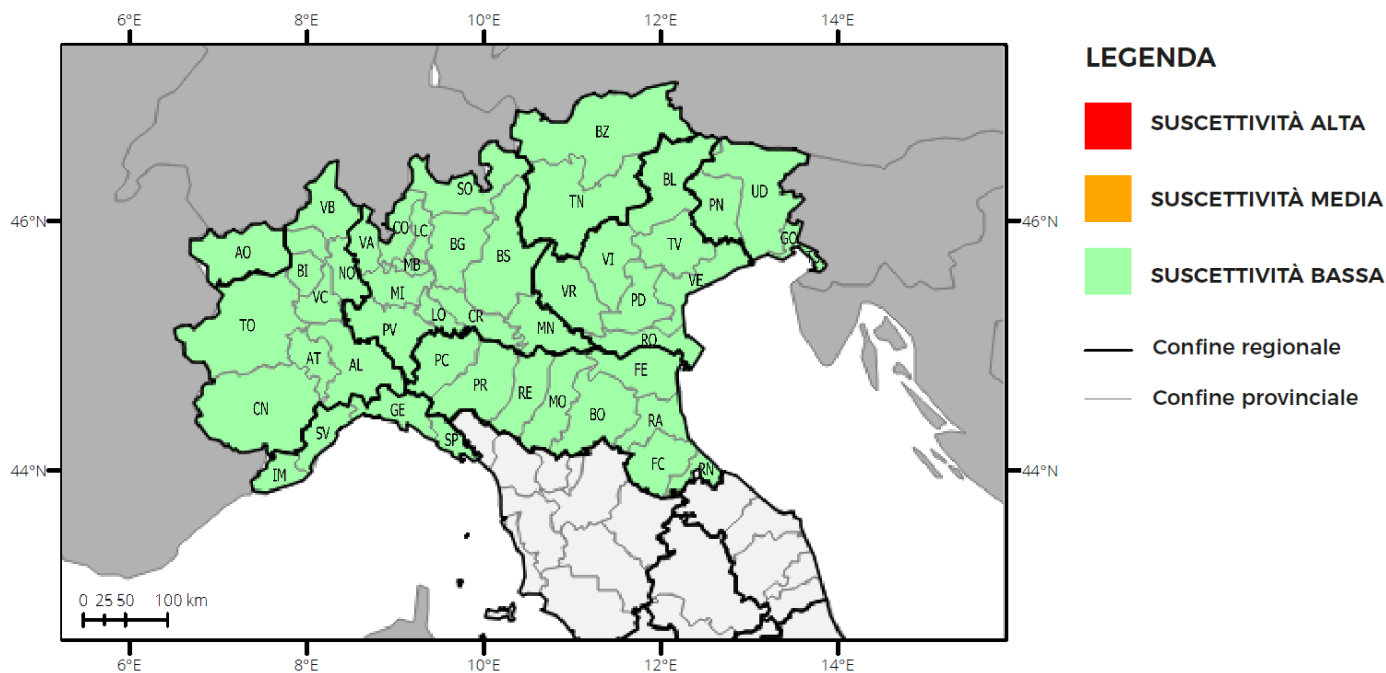 6°E 8°E 10°E 12°E 14°E
LEGENDA
SUSCETTIVITÀ ALTA
SUSCETTIVITÀ MEDIA
SUSCETTIVITÀ BASSA
Confine regionale
Confine provinciale
46°N
46°N
44°N
44°N
BZ
SO
BL
UD
TN
PN
VB
CO
LC
VA
BG
TV
GO
AO
BS
VI
BI
NO
MB
VE
VC
MI
VR
PD
TO
PV
LO
CR
MN
RO
AT
AL
PC
FE
PR
RE
MO
CN
GE
BO
RA
SV
SP
FC
RN
IM
0 25 50 100 km
6°E 8°E 10°E 12°E 14°E